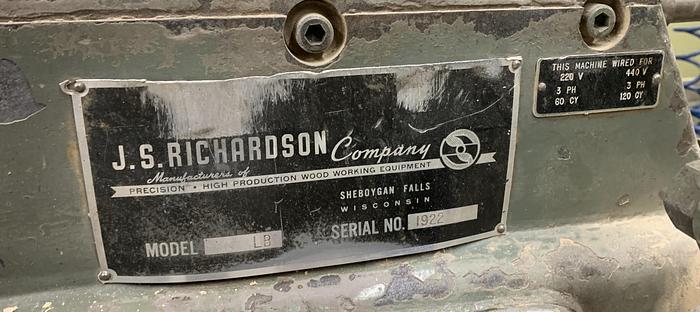 J.S.RICHARDSON Company
Manufacturers of
PRECISION • HIGH PRODUCTION WOOD WORKING EQUIPMENT
SHEBOYGAN FALLS
WISCONSIN
MODEL LB
SERIAL NO. 1922
THIS MACHINE WIRED FOR
220 V 440 V
3 PH 3 PH
60 CY 120 CY